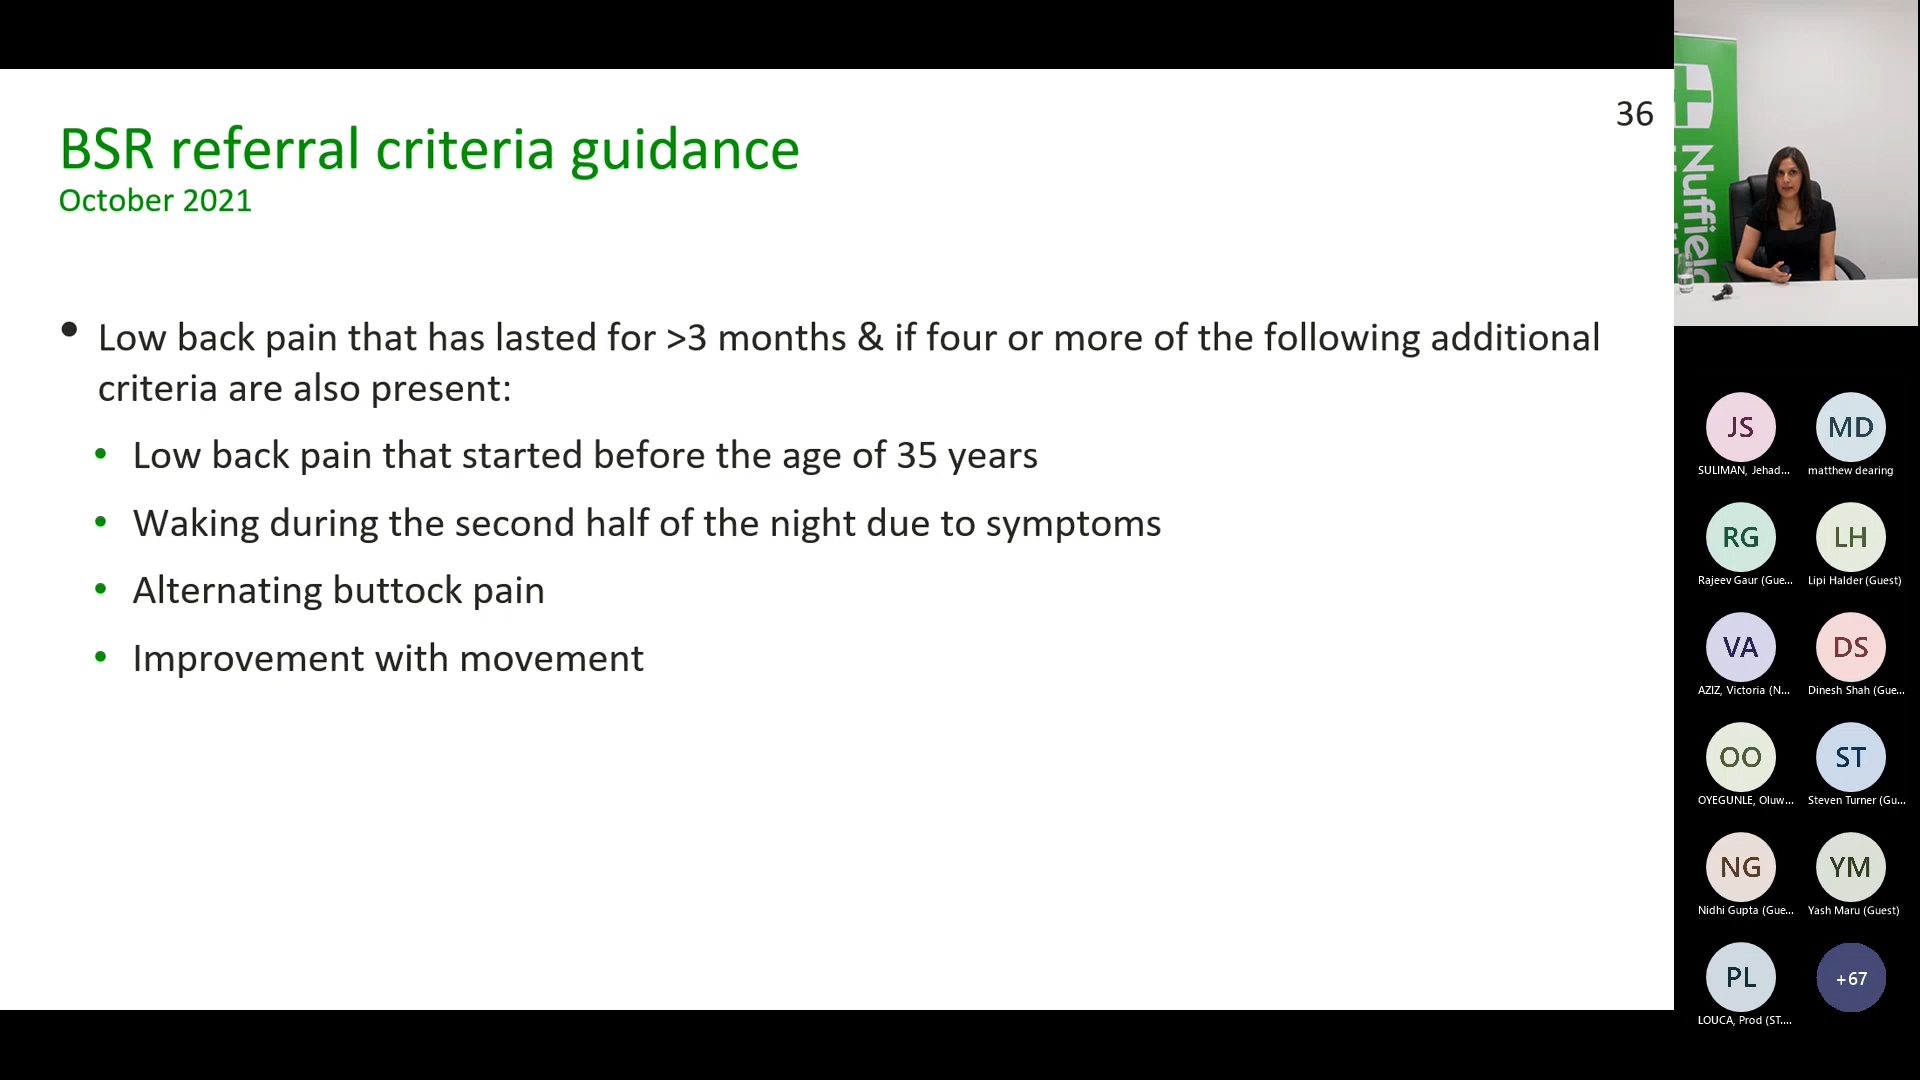 BSR referral criteria guidance
October 2021
36
• Low back pain that has lasted for >3 months & if four or more of the following additional
criteria are also present:
• Low back pain that started before the age of 35 years
• Waking during the second half of the night due to symptoms
• Alternating buttock pain
• Improvement with movement
Nuffield
JS
MD
SULIMAN, Jehad...
matthew dearing
RG
LH
Rajeev Gaur (Gue...
Lipi Halder (Guest)
VA
DS
AZIZ, Victoria (N...
Dinesh Shah (Gue...
OO
ST
OYEGUNLE, Oluw...
Steven Turner (Gu...
NG
YM
Nidhi Gupta (Gue...
Yash Maru (Guest)
PL
+67
LOUCA, Prod (ST....